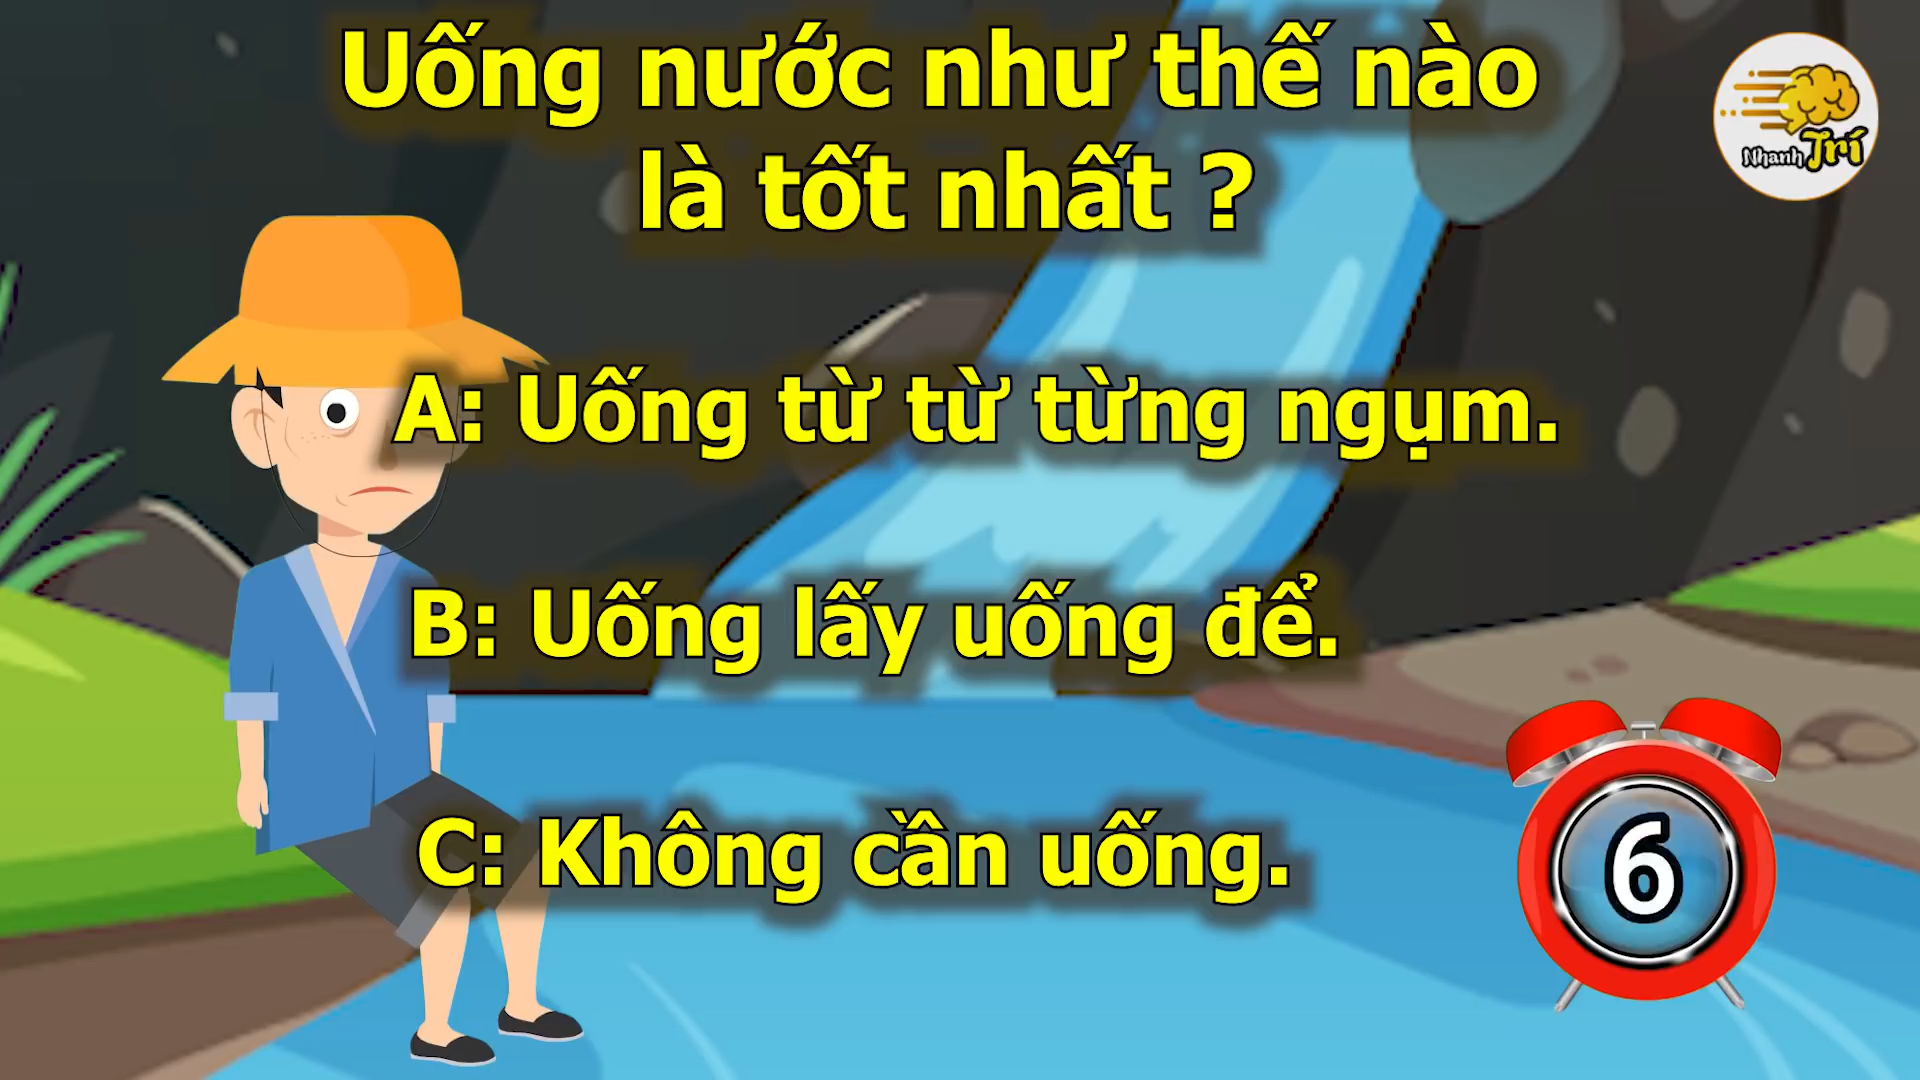 Uống nước như thế nào
là tốt nhất ?
Nhanh Trí
A: Uống từ từ từng ngụm.
B: Uống lấy uống để.
C: Không cần uống.
6